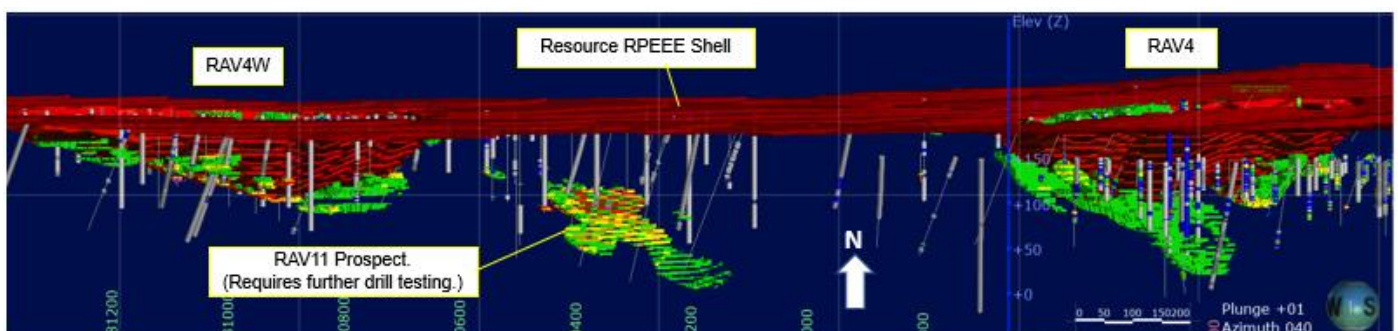 Elev (Z)
RAV4W
Resource RPEEE Shell
RAV4
+150
+100
RAV11 Prospect.
(Requires further drill testing.)
N
+50
+0
0 50 100 150200
Plunge +01
Azimuth 040